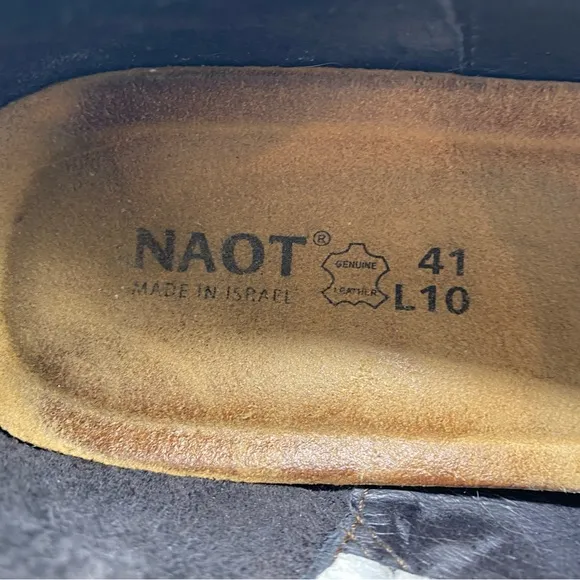 NAOT®
MADE IN ISRAEL
GENUINE
LEATHER
41
L10